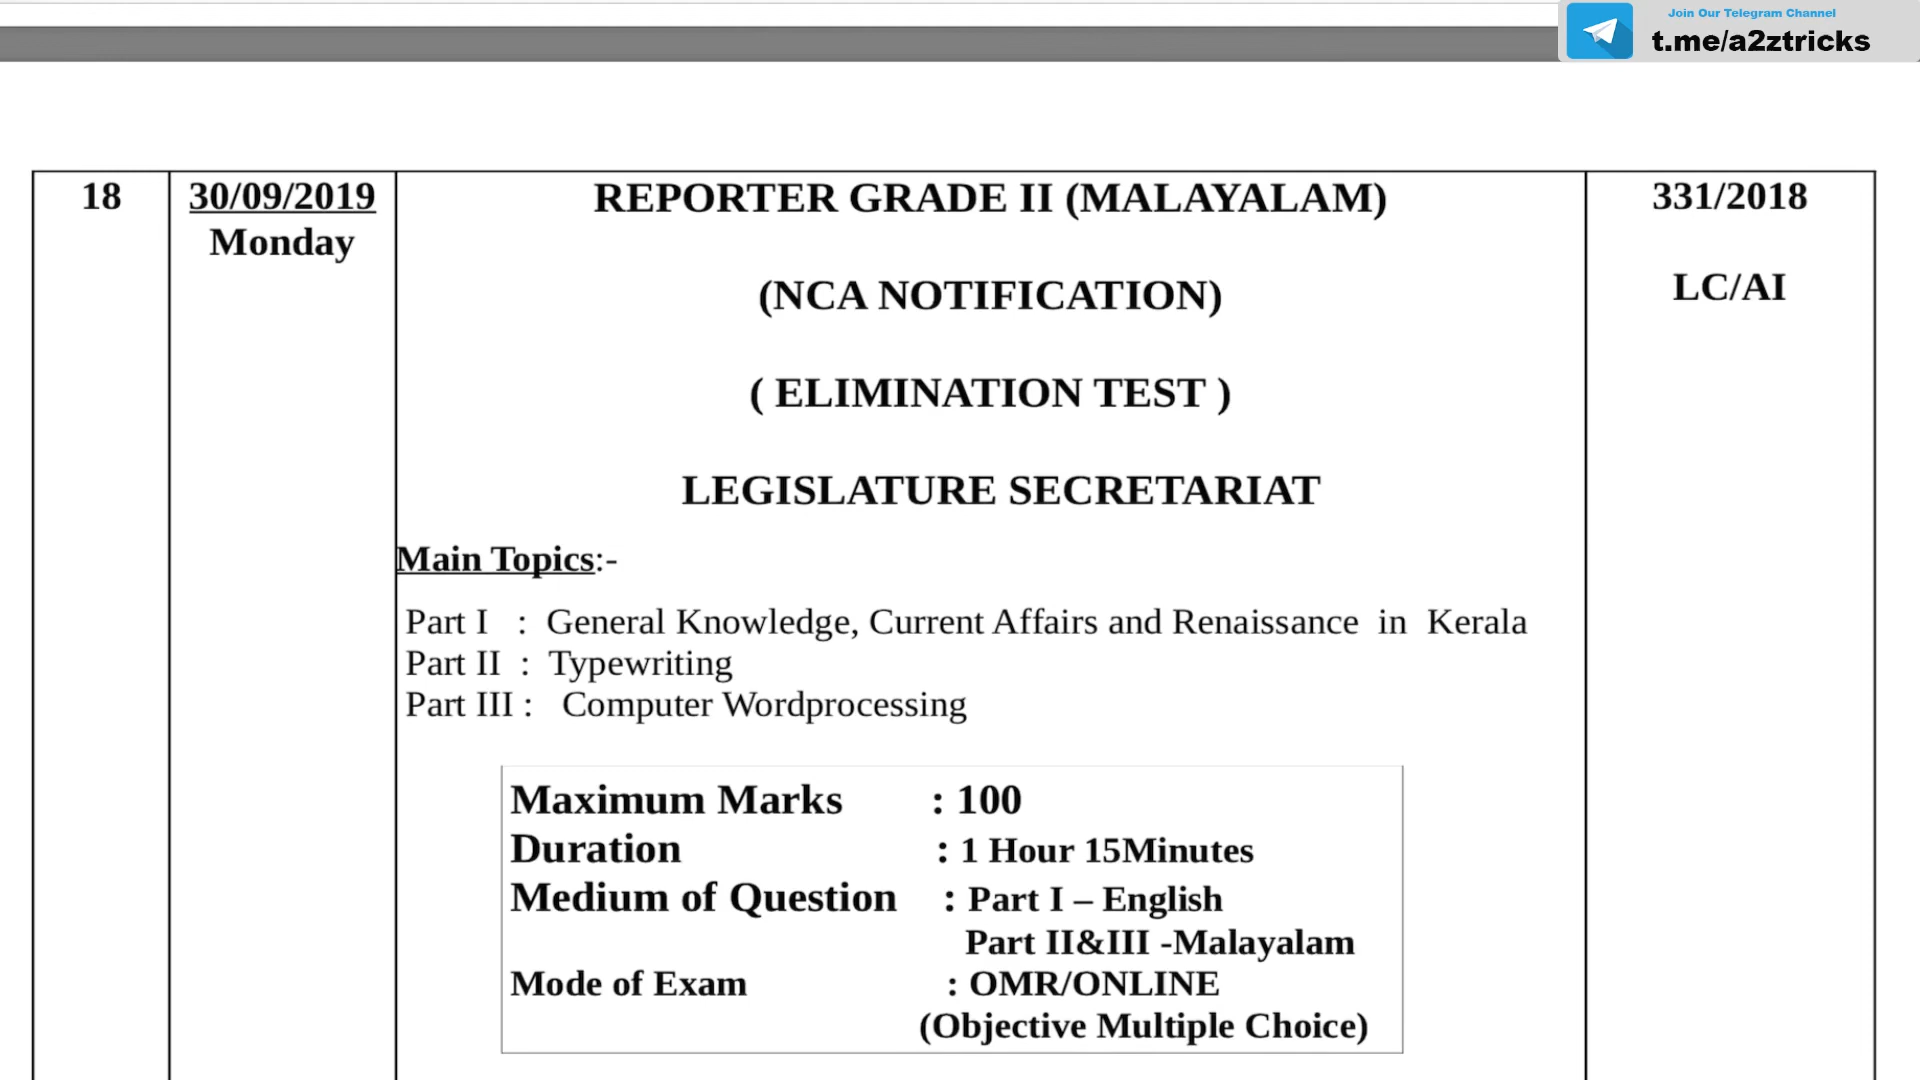 Join Our Telegram Channel
t.me/a2ztricks
18
30/09/2019
Monday
REPORTER GRADE II (MALAYALAM)
(NCA NOTIFICATION)
( ELIMINATION TEST )
LEGISLATURE SECRETARIAT
Main Topics:-
Part I : General Knowledge, Current Affairs and Renaissance in Kerala
Part II : Typewriting
Part III : Computer Wordprocessing
Maximum Marks : 100
Duration : 1 Hour 15Minutes
Medium of Question : Part I – English
Part II&III -Malayalam
Mode of Exam : OMR/ONLINE
(Objective Multiple Choice)
331/2018
LC/AI